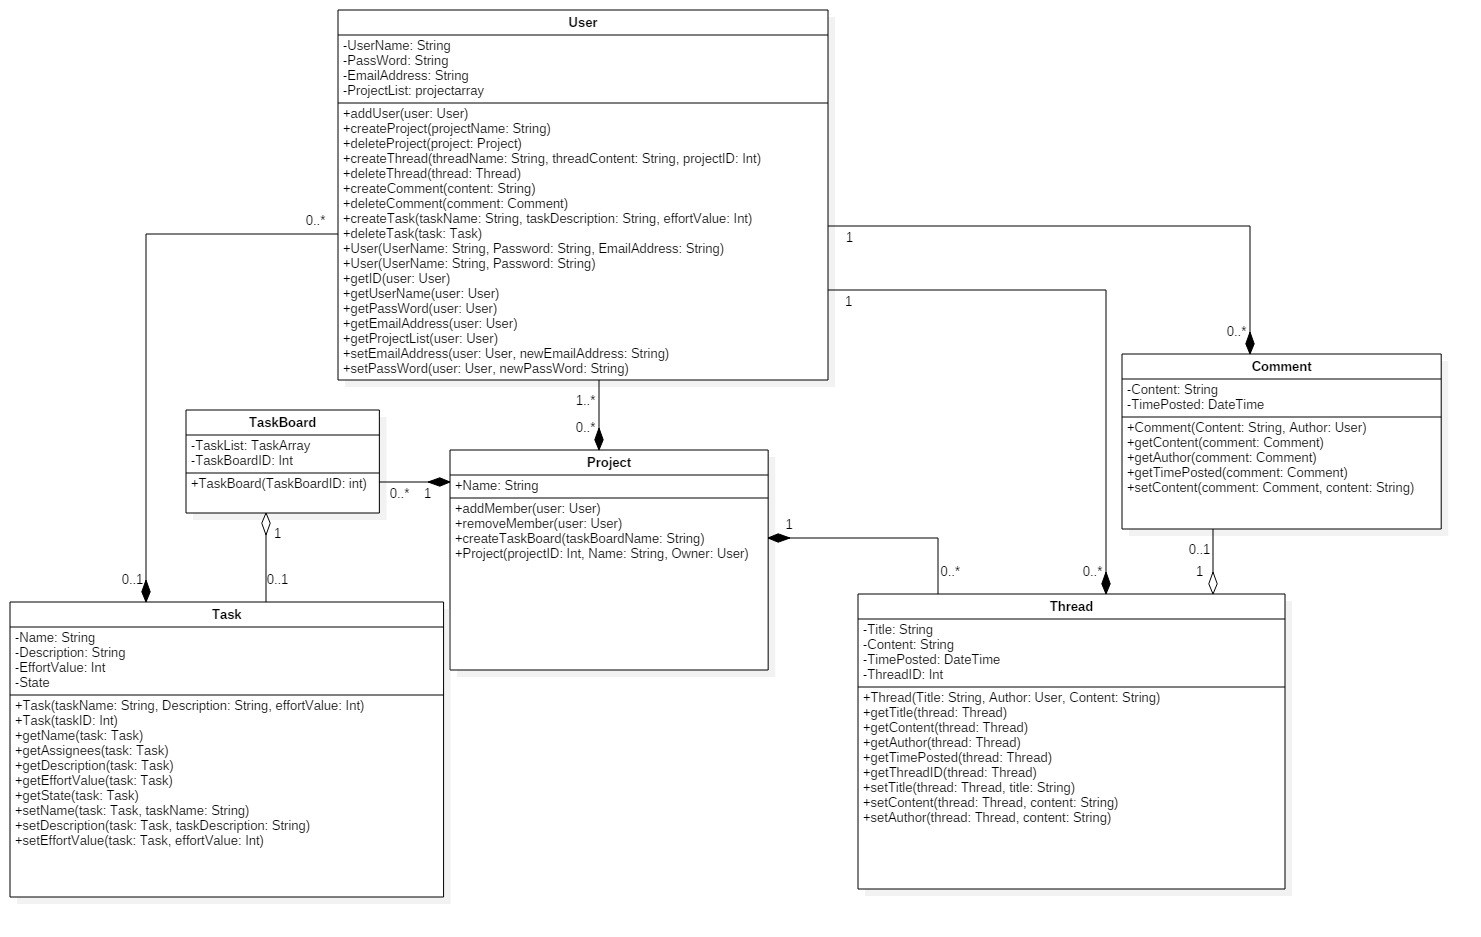 User
-UserName: String
-PassWord: String
-EmailAddress: String
-ProjectList: projectarray
+addUser(user: User)
+createProject(projectName: String)
+deleteProject(project: Project)
+createThread(threadName: String, threadContent: String, projectID: Int)
+deleteThread(thread: Thread)
+createComment(content: String)
+deleteComment(comment: Comment)
+createTask(taskName: String, taskDescription: String, effortValue: Int)
+deleteTask(task: Task)
+User(UserName: String, Password: String, EmailAddress: String)
+User(UserName: String, Password: String)
+getID(user: User)
+getUserName(user: User)
+getPassWord(user: User)
+getEmailAddress(user: User)
+getProjectList(user: User)
+setEmailAddress(user: User, newEmailAddress: String)
+setPassWord(user: User, newPassWord: String)
0..*
1
1
0..*
1..*
0..*
Comment
-Content: String
-TimePosted: DateTime
+Comment(Content: String, Author: User)
+getContent(comment: Comment)
+getAuthor(comment: Comment)
+getTimePosted(comment: Comment)
+setContent(comment: Comment, content: String)
TaskBoard
-TaskList: TaskArray
-TaskBoardID: Int
+TaskBoard(TaskBoardID: int)
0..*
1
Project
+Name: String
+addMember(user: User)
+removeMember(user: User)
+createTaskBoard(taskBoardName: String)
+Project(projectID: Int, Name: String, Owner: User)
1
1
0..1
0..1
0..1
0..*
0..*
1
Task
-Name: String
-Description: String
-EffortValue: Int
-State
+Task(taskName: String, Description: String, effortValue: Int)
+Task(taskID: Int)
+getName(task: Task)
+getAssignees(task: Task)
+getDescription(task: Task)
+getEffortValue(task: Task)
+getState(task: Task)
+setName(task: Task, taskName: String)
+setDescription(task: Task, taskDescription: String)
+setEffortValue(task: Task, effortValue: Int)
Thread
-Title: String
-Content: String
-TimePosted: DateTime
-ThreadID: Int
+Thread(Title: String, Author: User, Content: String)
+getTitle(thread: Thread)
+getContent(thread: Thread)
+getAuthor(thread: Thread)
+getTimePosted(thread: Thread)
+getThreadID(thread: Thread)
+setTitle(thread: Thread, title: String)
+setContent(thread: Thread, content: String)
+setAuthor(thread: Thread, content: String)